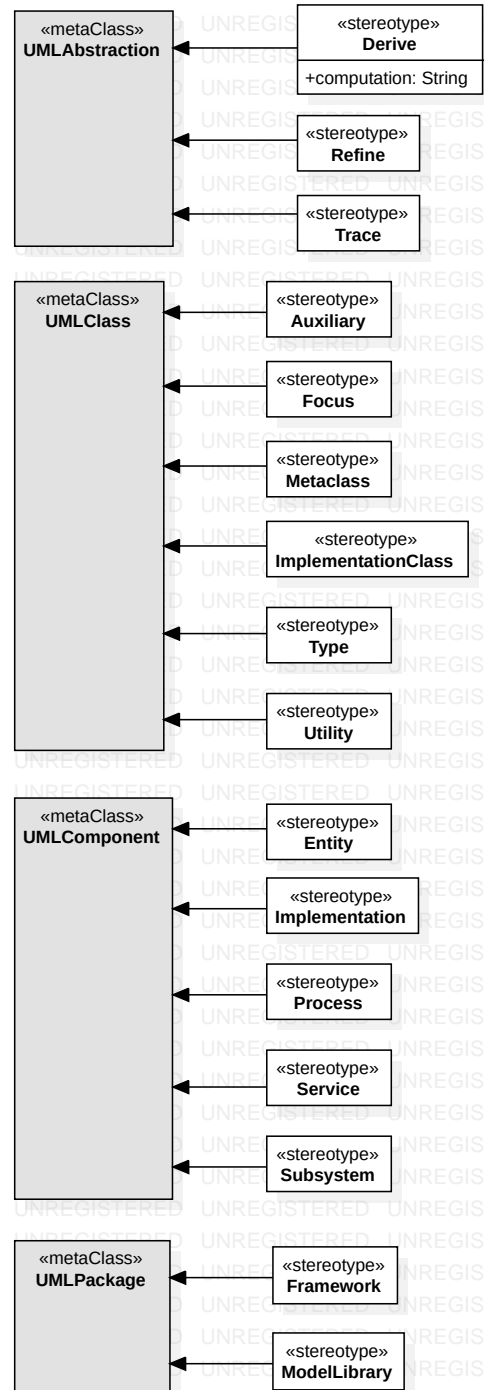 «metaClass»
UMLAbstraction
«stereotype»
Derive
+computation: String
«stereotype»
Refine
«stereotype»
Trace
«metaClass»
UMLClass
«stereotype»
Auxiliary
«stereotype»
Focus
«stereotype»
Metaclass
«stereotype»
ImplementationClass
«stereotype»
Type
«stereotype»
Utility
«metaClass»
UMLComponent
«stereotype»
Entity
«stereotype»
Implementation
«stereotype»
Process
«stereotype»
Service
«stereotype»
Subsystem
«metaClass»
UMLPackage
«stereotype»
Framework
«stereotype»
ModelLibrary